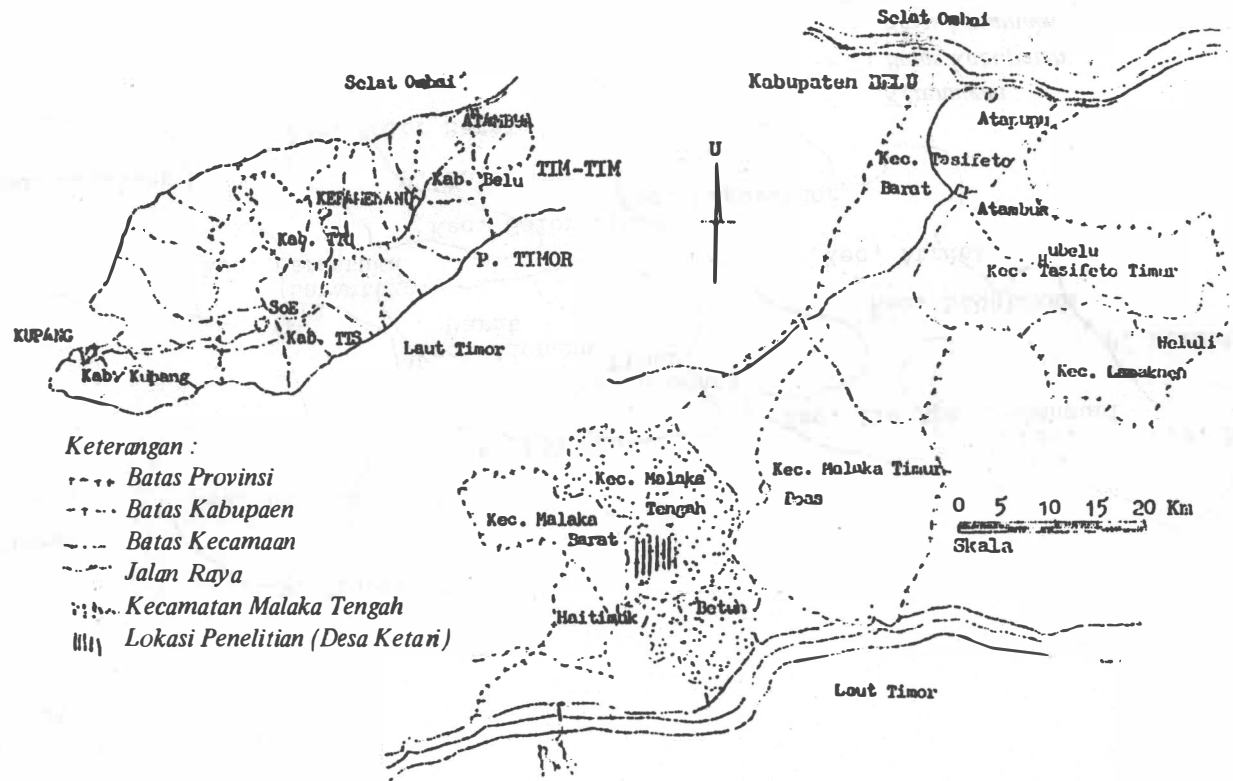 Selat Ombai
ATAMBUA
TIM-TIM
Kab. Belu
KEFAMENANU
Kab. TTU
P. TIMOR
SoE
Kab. TTS
KUPANG
Kab. Kupang
Laut Timor
Keterangan :
Batas Provinsi
Batas Kabupaen
Batas Kecamaan
Jalan Raya
Kecamatan Malaka Tengah
Lokasi Penelitian (Desa Ketari)
Selat Ombai
Kabupaten BELU
U
Atapupu
Kec. Tasifeto
Barat
Atambua
Hubelu
Kec. Tasifeto Timur
Weluli
Kec. Lamaknen
Kec. Malaka Timur
Boas
Kec. Malaka
Tengah
Kec. Malaka
Barat
Haitimuk
Betun
0 5 10 15 20 Km
Skala
Laut Timor